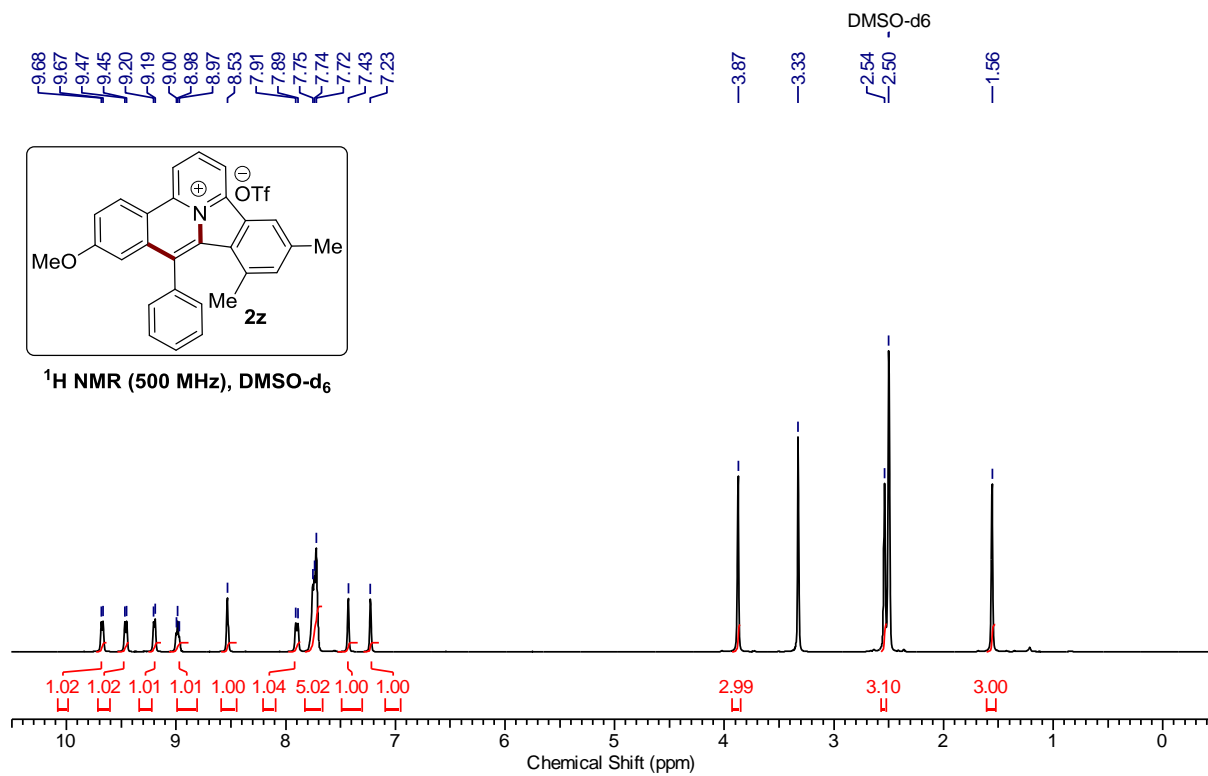 DMSO-d6
9.68
9.67
9.47
9.45
9.20
9.19
9.00
8.98
8.97
8.53
7.91
7.89
7.75
7.74
7.72
7.43
7.23
3.87
3.33
2.54
2.50
1.56
⊕
⊖
OTf
N
MeO
Me
Me
2z
¹H NMR (500 MHz), DMSO-d₆
1.02 1.02 1.01 1.01 1.00 1.04 5.02 1.00 1.00 2.99 3.10 3.00
10 9 8 7 6 5 4 3 2 1 0
Chemical Shift (ppm)